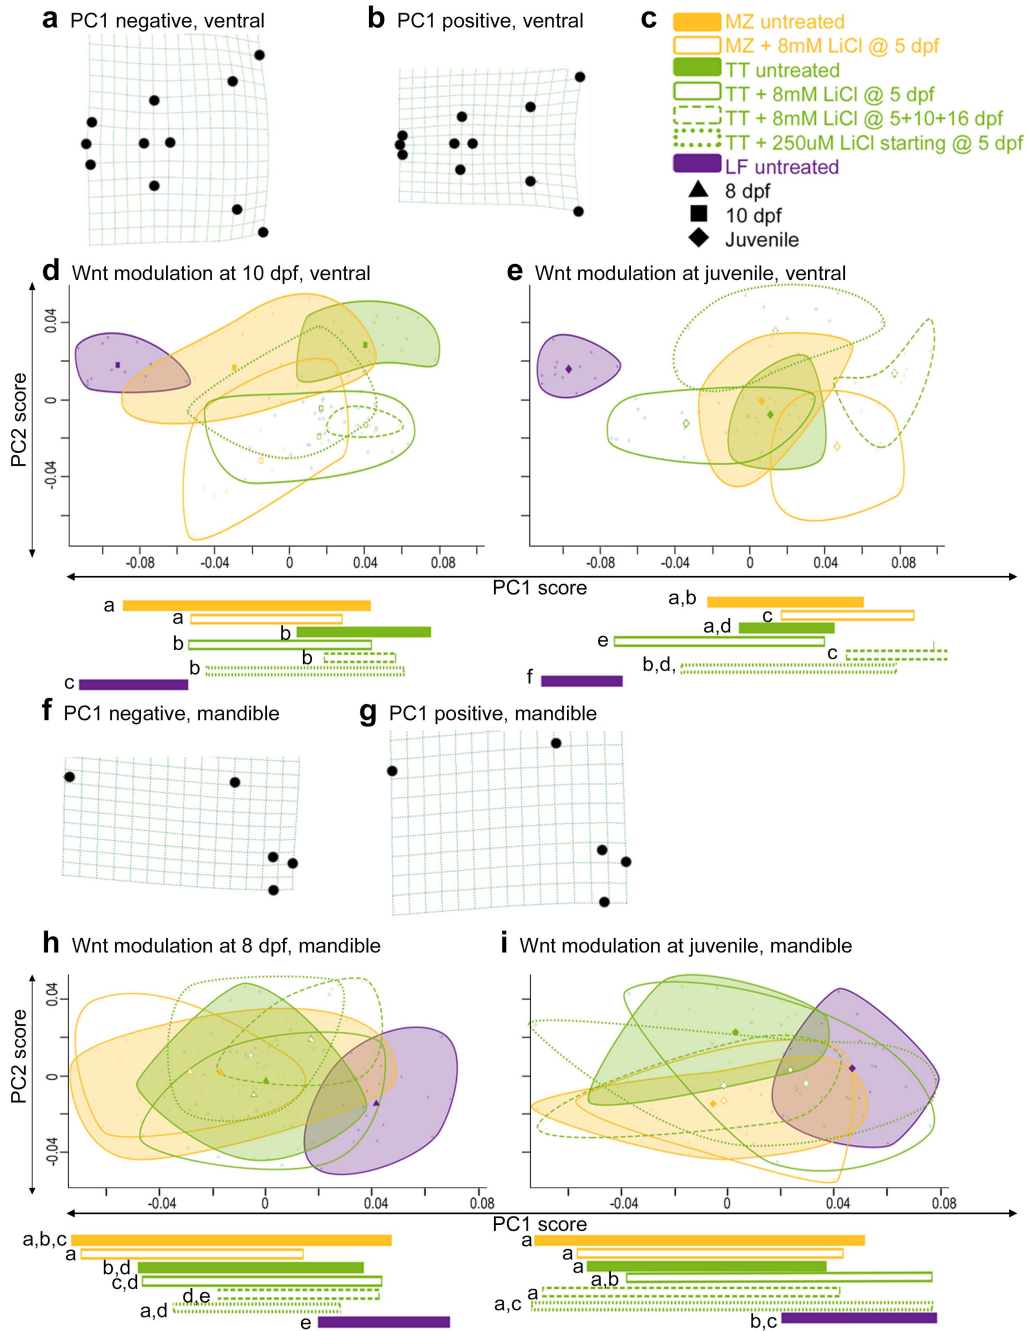 a PC1 negative, ventral
b PC1 positive, ventral
c
MZ untreated
MZ + 8mM LiCl @ 5 dpf
TT untreated
TT + 8mM LiCl @ 5 dpf
TT + 8mM LiCl @ 5+10+16 dpf
TT + 250uM LiCl starting @ 5 dpf
LF untreated
8 dpf
10 dpf
Juvenile
d Wnt modulation at 10 dpf, ventral
PC2 score
0.04
0
-0.04
-0.08 -0.04 0 0.04 0.08
e Wnt modulation at juvenile, ventral
-0.08 -0.04 0 0.04 0.08
PC1 score
a
a
b
b
b
b
c
a,b
c
a,d
e
c
b,d,
f
f PC1 negative, mandible
g PC1 positive, mandible
h Wnt modulation at 8 dpf, mandible
PC2 score
0.04
0
-0.04
-0.04 0 0.04 0.08
i Wnt modulation at juvenile, mandible
-0.04 0 0.04 0.08
PC1 score
a,b,c
a
b,d
c,d
d,e
a,d
e
a
a
a
a,b
a
a,c
b,c